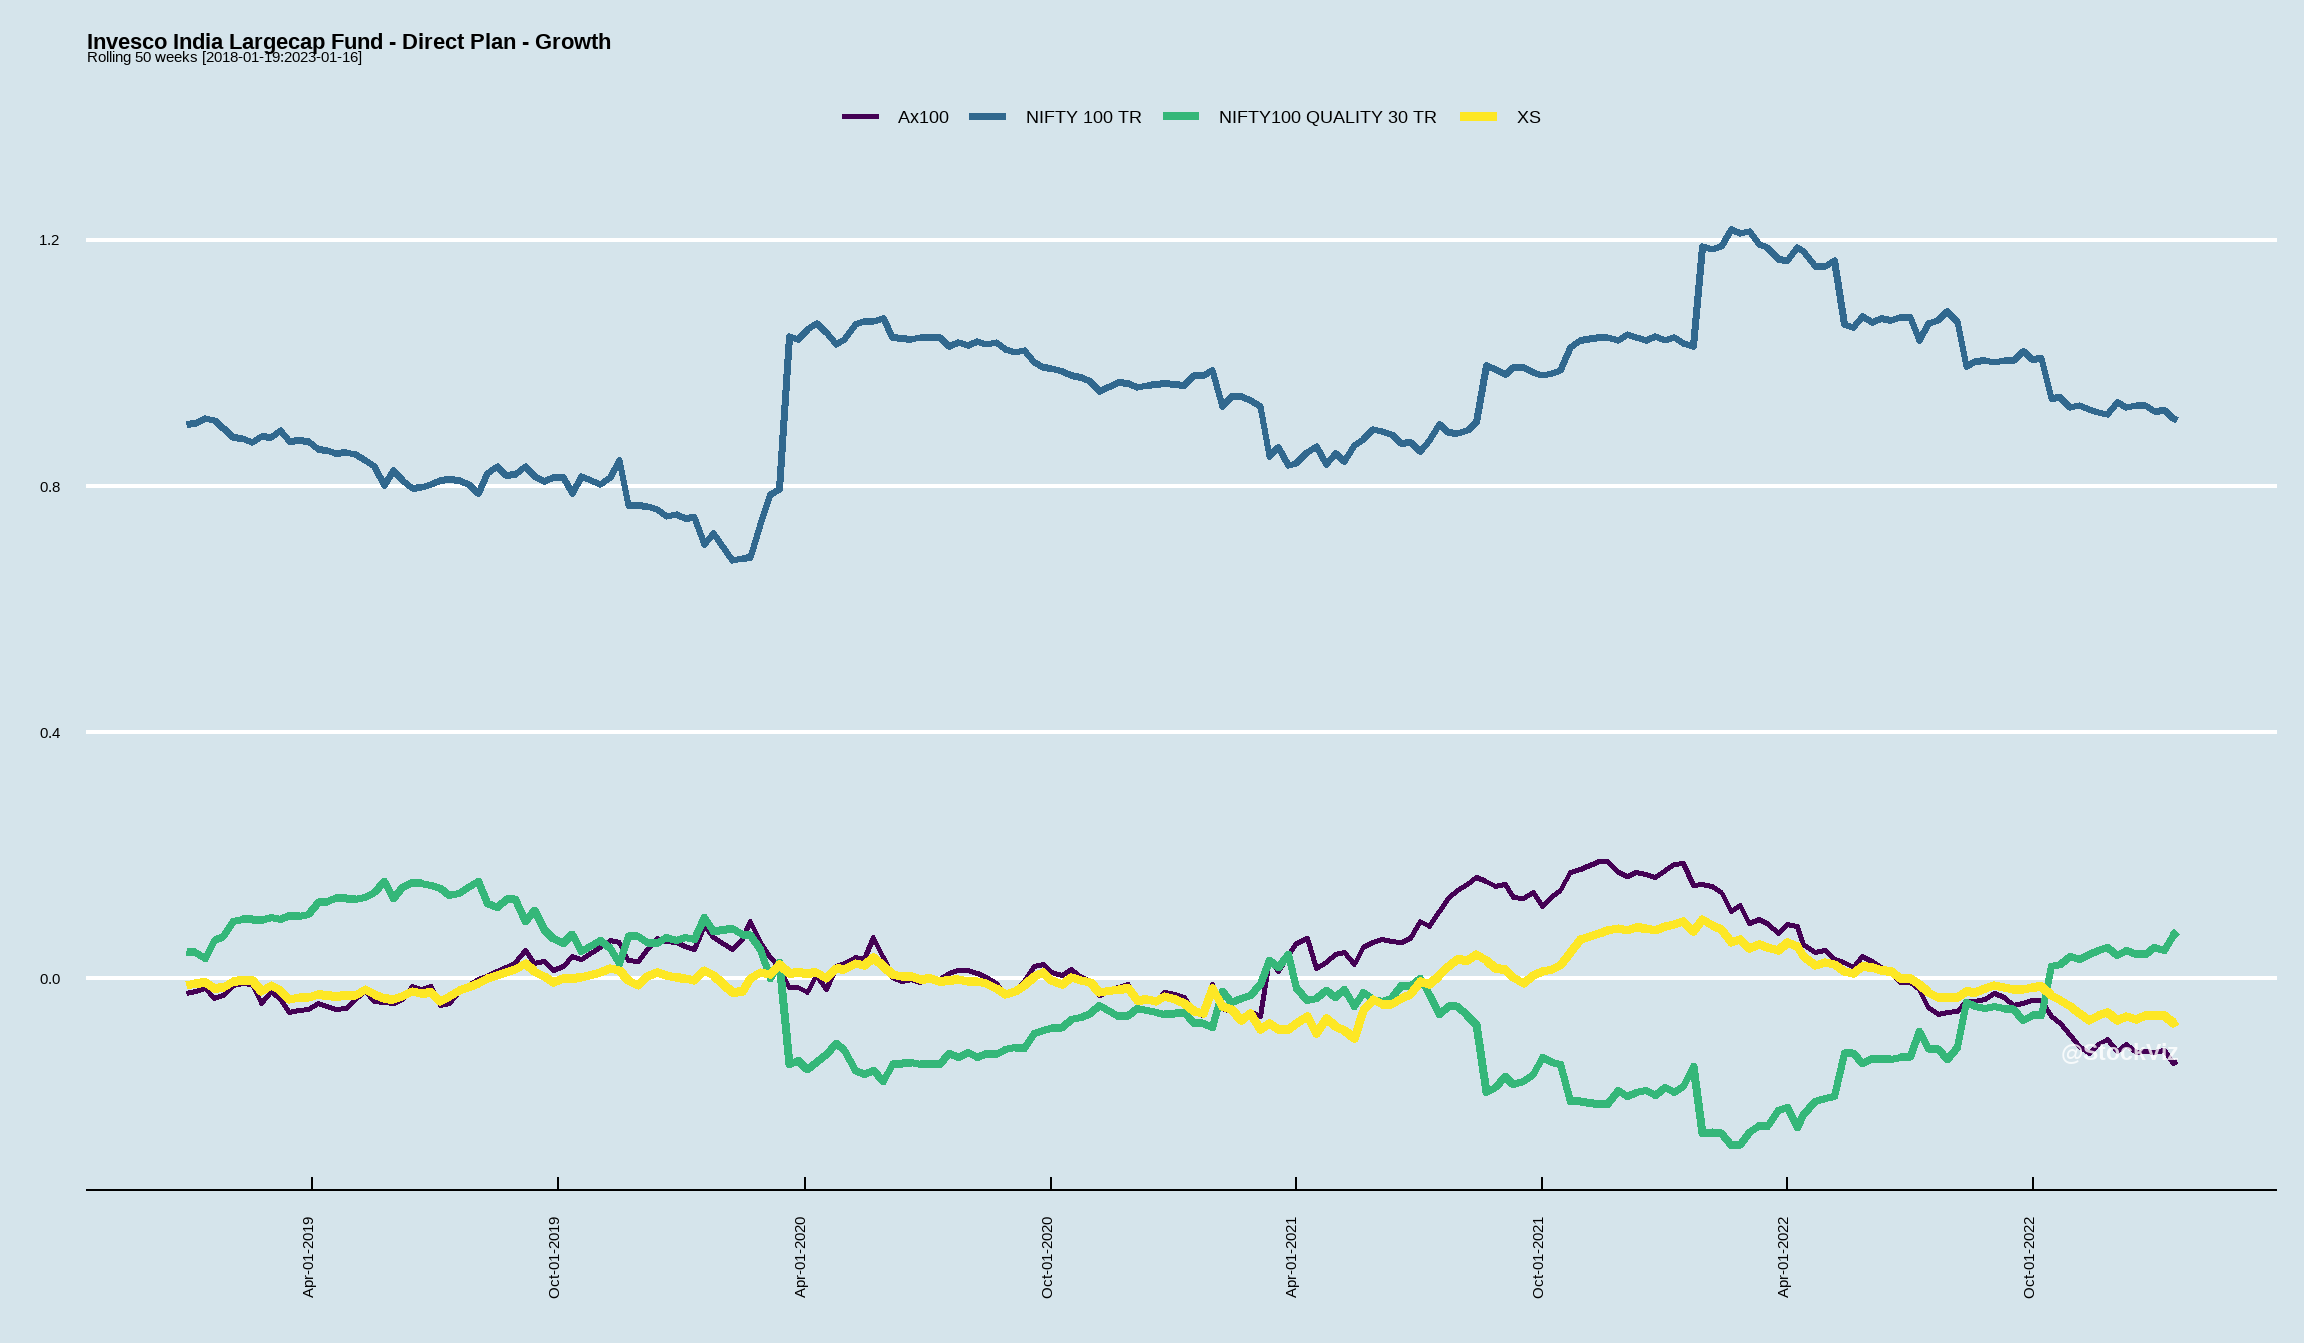 Invesco India Largecap Fund - Direct Plan - Growth
Rolling 50 weeks [2018-01-19:2023-01-16]
Ax100 NIFTY 100 TR NIFTY100 QUALITY 30 TR XS
1.2
0.8
0.4
0.0
@StockViz
Apr-01-2019 Oct-01-2019 Apr-01-2020 Oct-01-2020 Apr-01-2021 Oct-01-2021 Apr-01-2022 Oct-01-2022